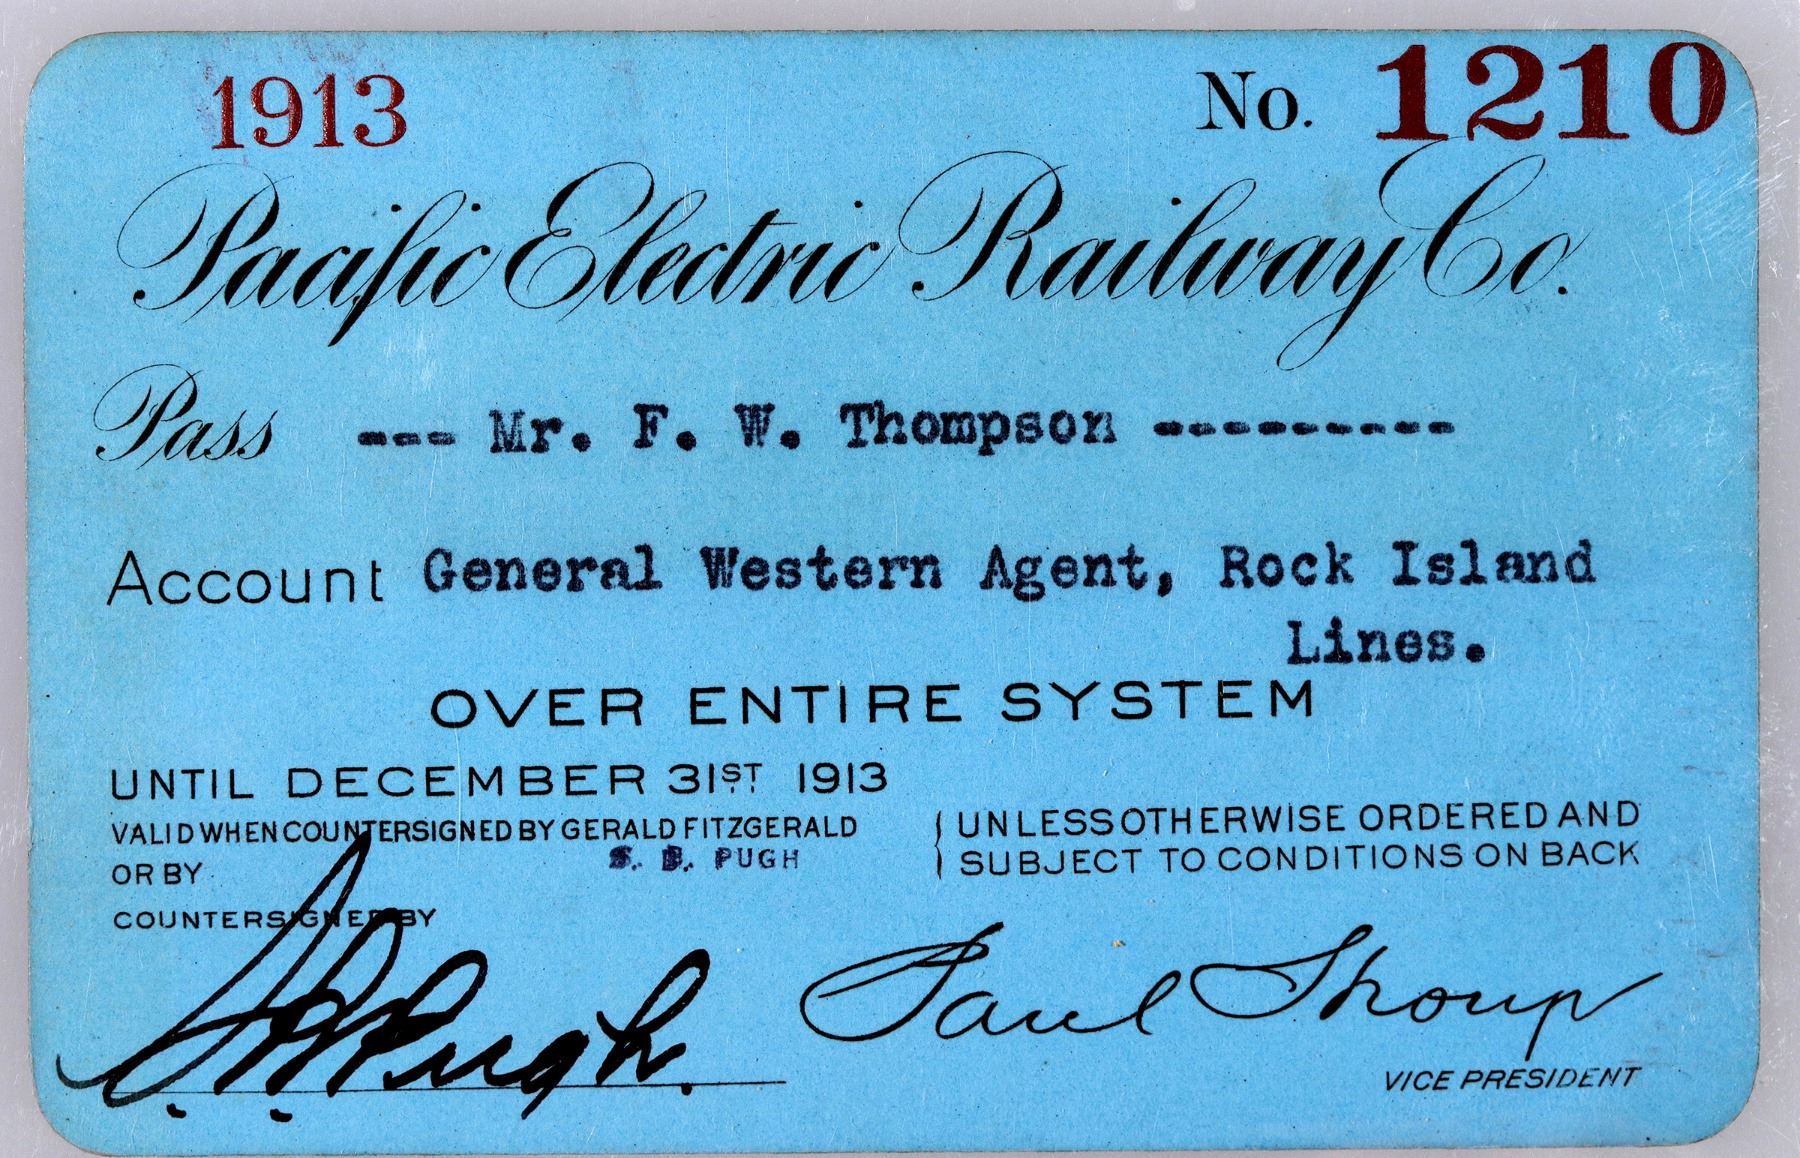 1913 No. 1210
Pacific Electric Railway Co.
Pass --- Mr. F. W. Thompson ----------
Account General Western Agent, Rock Island
Lines.
OVER ENTIRE SYSTEM
UNTIL DECEMBER 31ST 1913
VALID WHEN COUNTERSIGNED BY GERALD FITZGERALD
OR BY S. B. PUGH
UNLESS OTHERWISE ORDERED AND
SUBJECT TO CONDITIONS ON BACK
COUNTERSIGNED BY
S. B. Pugh. Paul Shoup
VICE PRESIDENT